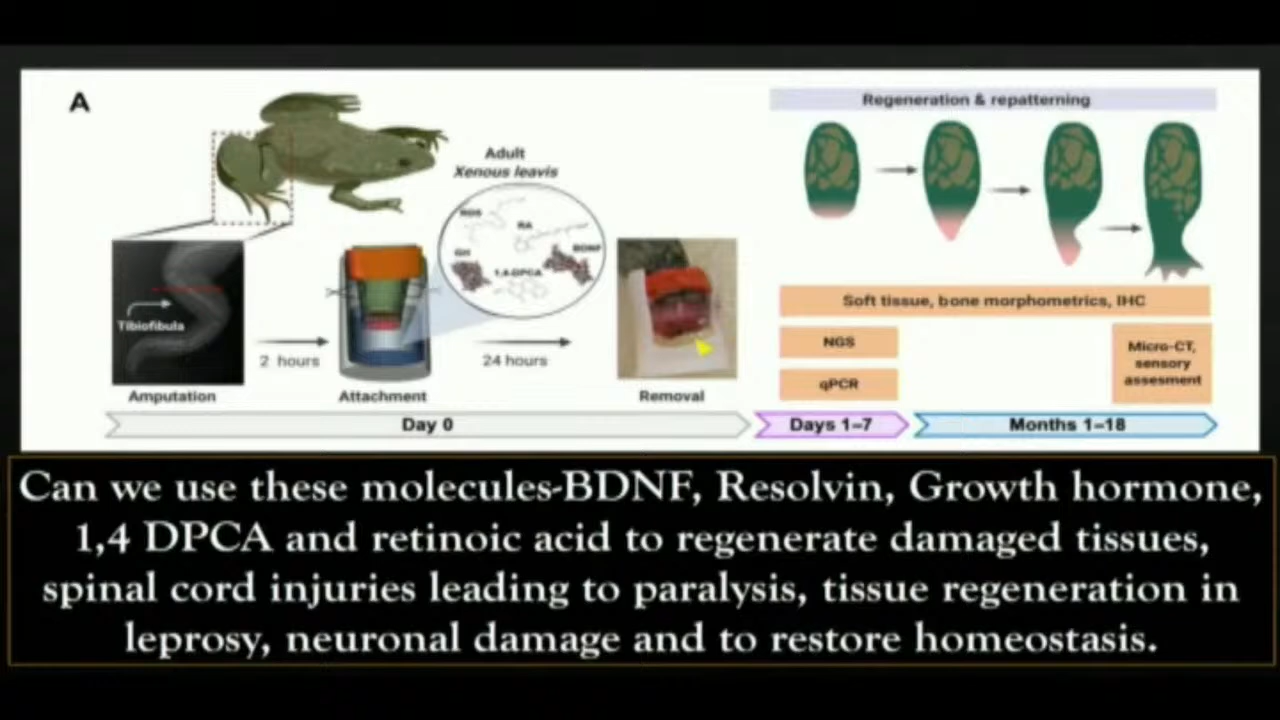 A
Regeneration & repatterning
Adult
Xenous leavis
RDS
RA
GH
BDNF
1,4-DPCA
Tibiofibula
2 hours
24 hours
Amputation
Attachment
Removal
Soft tissue, bone morphometrics, IHC
NGS
qPCR
Micro-CT,
sensory
assesment
Day 0
Days 1–7
Months 1–18
Can we use these molecules-BDNF, Resolvin, Growth hormone,
1,4 DPCA and retinoic acid to regenerate damaged tissues,
spinal cord injuries leading to paralysis, tissue regeneration in
leprosy, neuronal damage and to restore homeostasis.